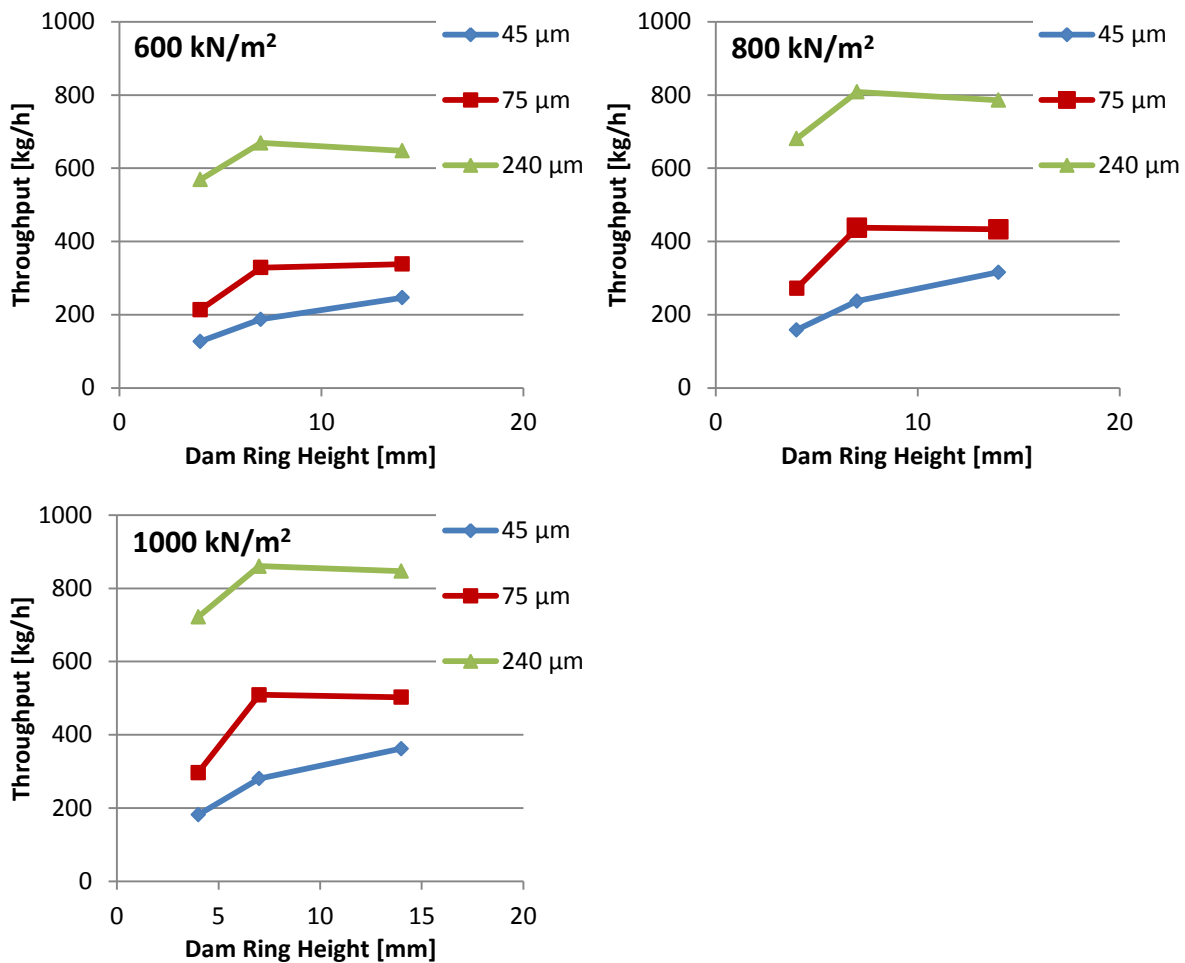 600 kN/m²
Throughput [kg/h]
1000
800
600
400
200
0
0
10
20
Dam Ring Height [mm]
45 µm
75 µm
240 µm
800 kN/m²
Throughput [kg/h]
1000
800
600
400
200
0
0
10
20
Dam Ring Height [mm]
45 µm
75 µm
240 µm
1000 kN/m²
Throughput [kg/h]
1000
800
600
400
200
0
0
5
10
15
20
Dam Ring Height [mm]
45 µm
75 µm
240 µm